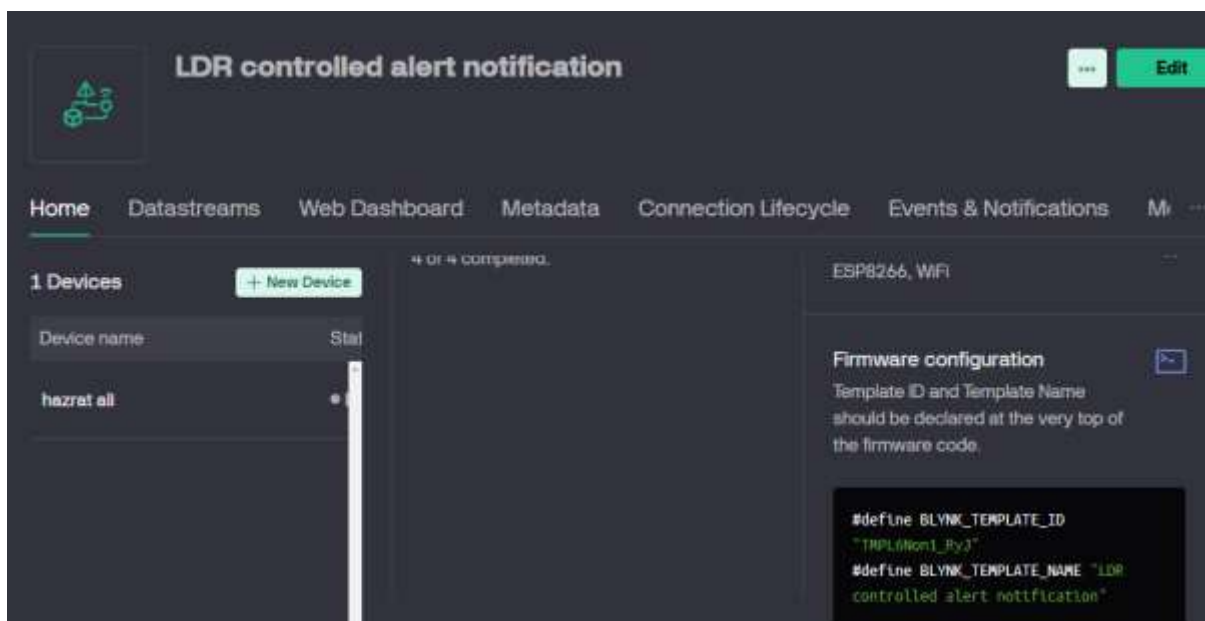 LDR controlled alert notification
Edit
Home Datastreams Web Dashboard Metadata Connection Lifecycle Events & Notifications
1 Devices
+ New Device
Device name
hazrat ali
4 of 4 completed.
ESP8266, WiFi
Firmware configuration
Template ID and Template Name
should be declared at the very top of
the firmware code.
#define BLYNK_TEMPLATE_ID
"TMPL6Non1_RyJ"
#define BLYNK_TEMPLATE_NAME "LDR
controlled alert notification"